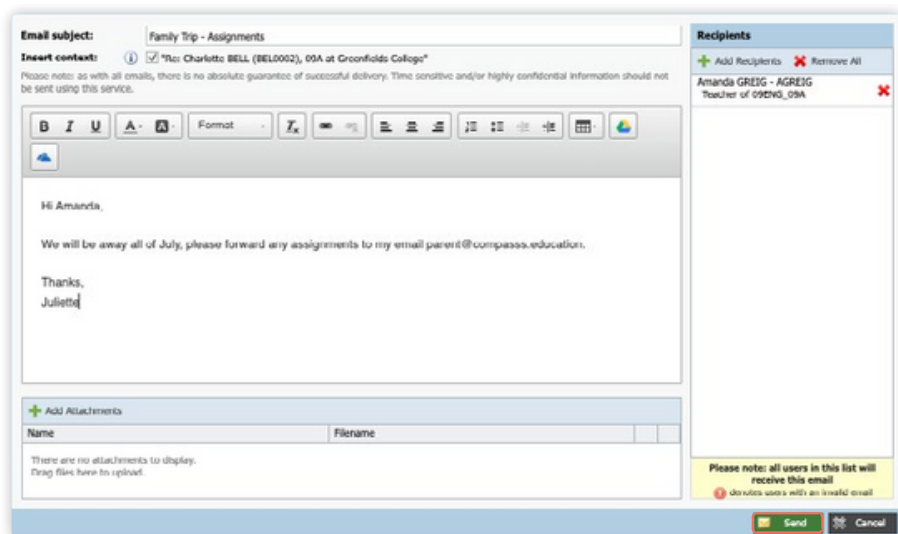 Email subject: Family Trip - Assignments
Insert context: "Re: Charlotte BELL (BEL0002), 09A at Greenfields College"
Please note: as with all emails, there is no absolute guarantee of successful delivery. Time sensitive and/or highly confidential information should not
be sent using this service.
B I U A A Format Tx
Hi Amanda,
We will be away all of July, please forward any assignments to my email parent@compasss.education.
Thanks,
Juliette
Add Attachments
Name Filename
There are no attachments to display.
Drag files here to upload.
Recipients
Add Recipients Remove All
Amanda GREIG - AGREIG
Teacher of 09ENG_09A
Please note: all users in this list will
receive this email
denotes users with an invalid email
Send Cancel